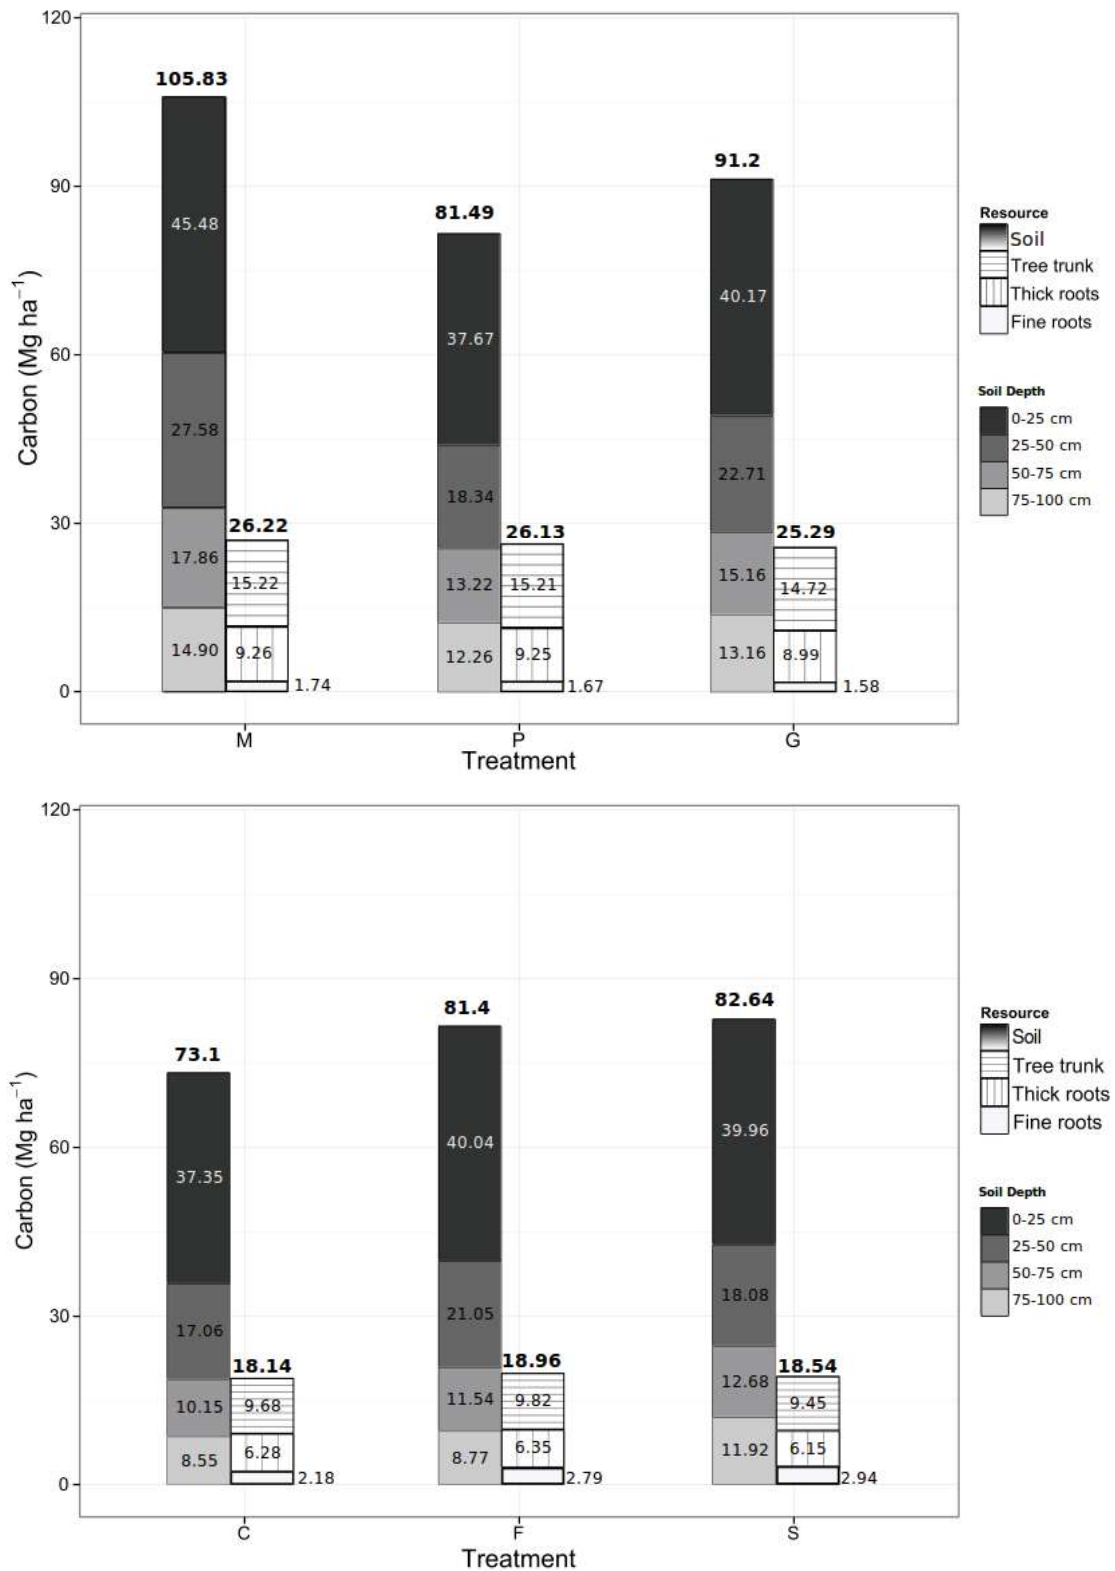 120
90
60
30
0
Carbon (Mg ha−1)
105.83
45.48
27.58
17.86
14.90
26.22
15.22
9.26
1.74
81.49
37.67
18.34
13.22
12.26
26.13
15.21
9.25
1.67
91.2
40.17
22.71
15.16
13.16
25.29
14.72
8.99
1.58
M P G
Treatment
Resource
Soil
Tree trunk
Thick roots
Fine roots
Soil Depth
0-25 cm
25-50 cm
50-75 cm
75-100 cm
120
90
60
30
0
Carbon (Mg ha−1)
73.1
37.35
17.06
10.15
8.55
18.14
9.68
6.28
2.18
81.4
40.04
21.05
11.54
8.77
18.96
9.82
6.35
2.79
82.64
39.96
18.08
12.68
11.92
18.54
9.45
6.15
2.94
C F S
Treatment
Resource
Soil
Tree trunk
Thick roots
Fine roots
Soil Depth
0-25 cm
25-50 cm
50-75 cm
75-100 cm